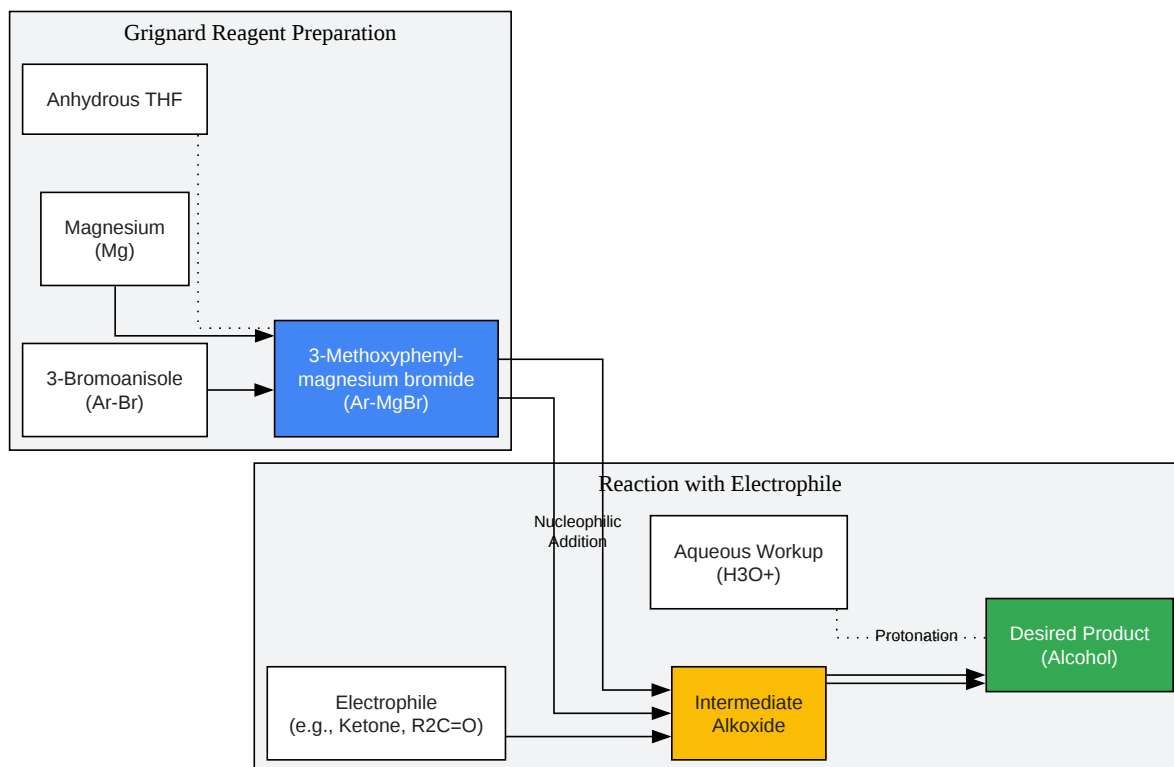 Grignard Reagent Preparation
Anhydrous THF
Magnesium
(Mg)
3-Bromoanisole
(Ar-Br)
3-Methoxyphenyl-
magnesium bromide
(Ar-MgBr)
Reaction with Electrophile
Nucleophilic
Addition
Aqueous Workup
(H3O+)
Protonation
Desired Product
(Alcohol)
Electrophile
(e.g., Ketone, R2C=O)
Intermediate
Alkoxide